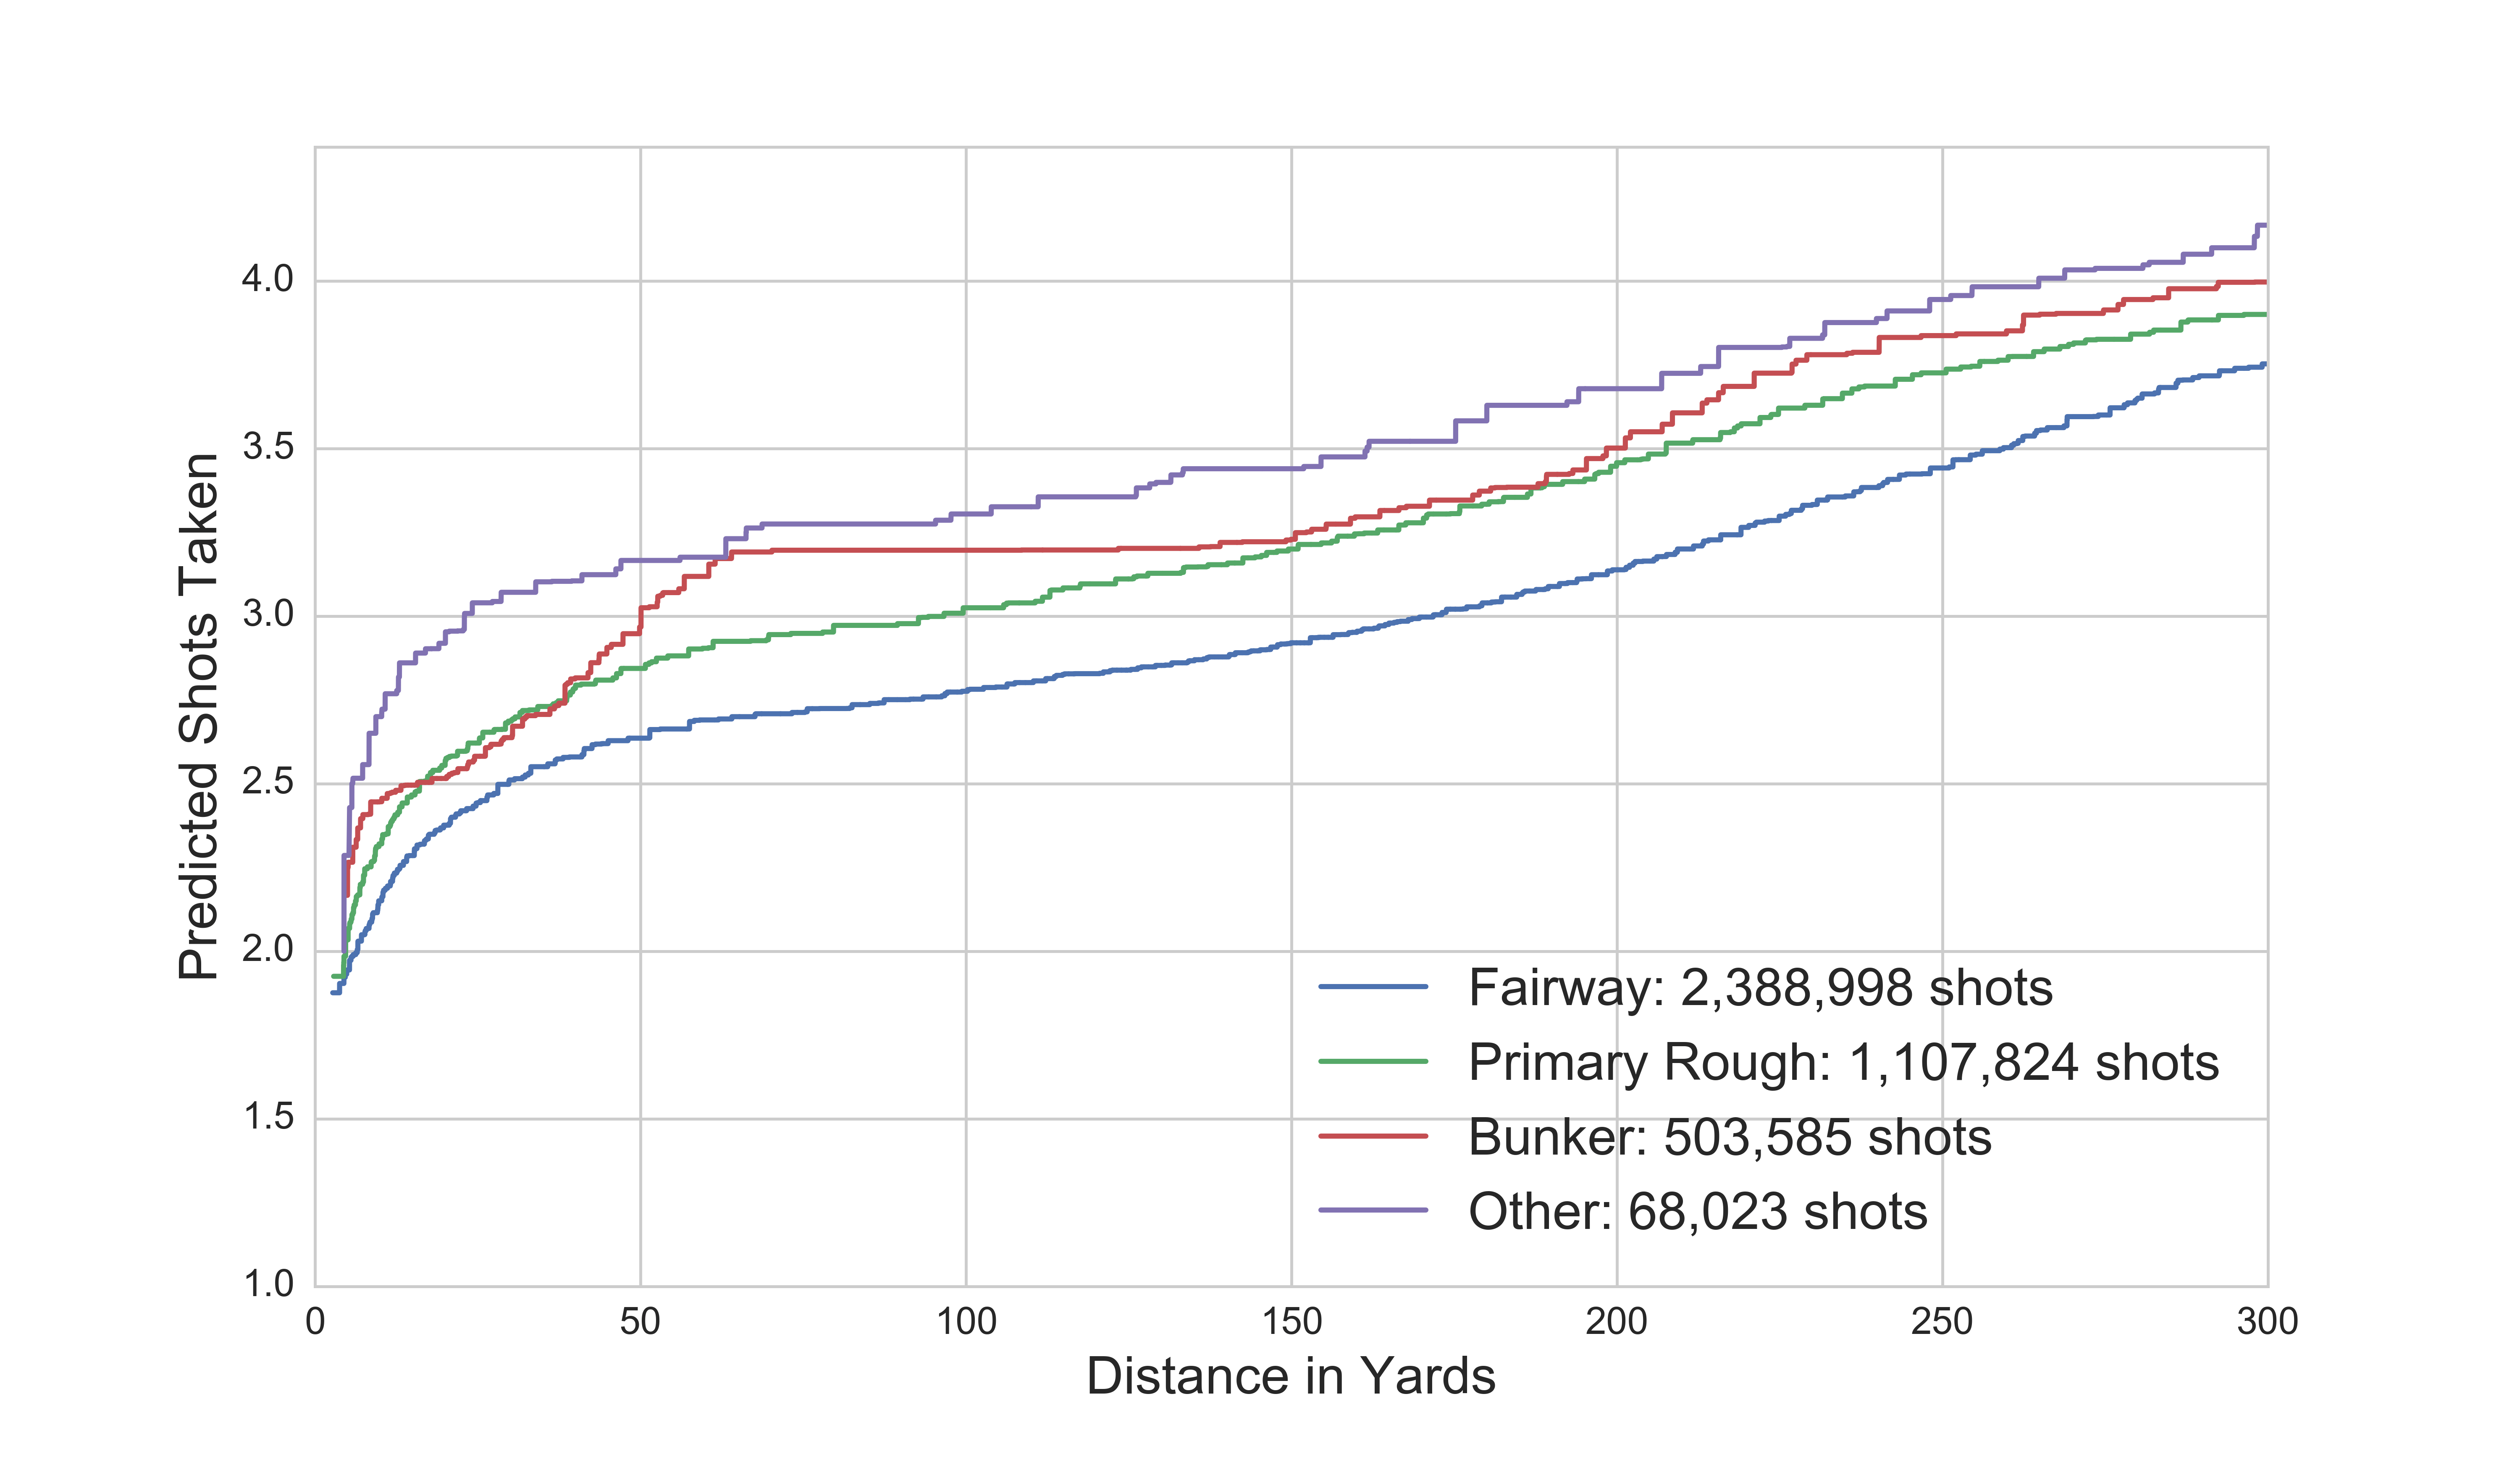 4.0
3.5
3.0
2.5
2.0
1.5
1.0
Predicted Shots Taken
Fairway: 2,388,998 shots
Primary Rough: 1,107,824 shots
Bunker: 503,585 shots
Other: 68,023 shots
0 50 100 150 200 250 300
Distance in Yards